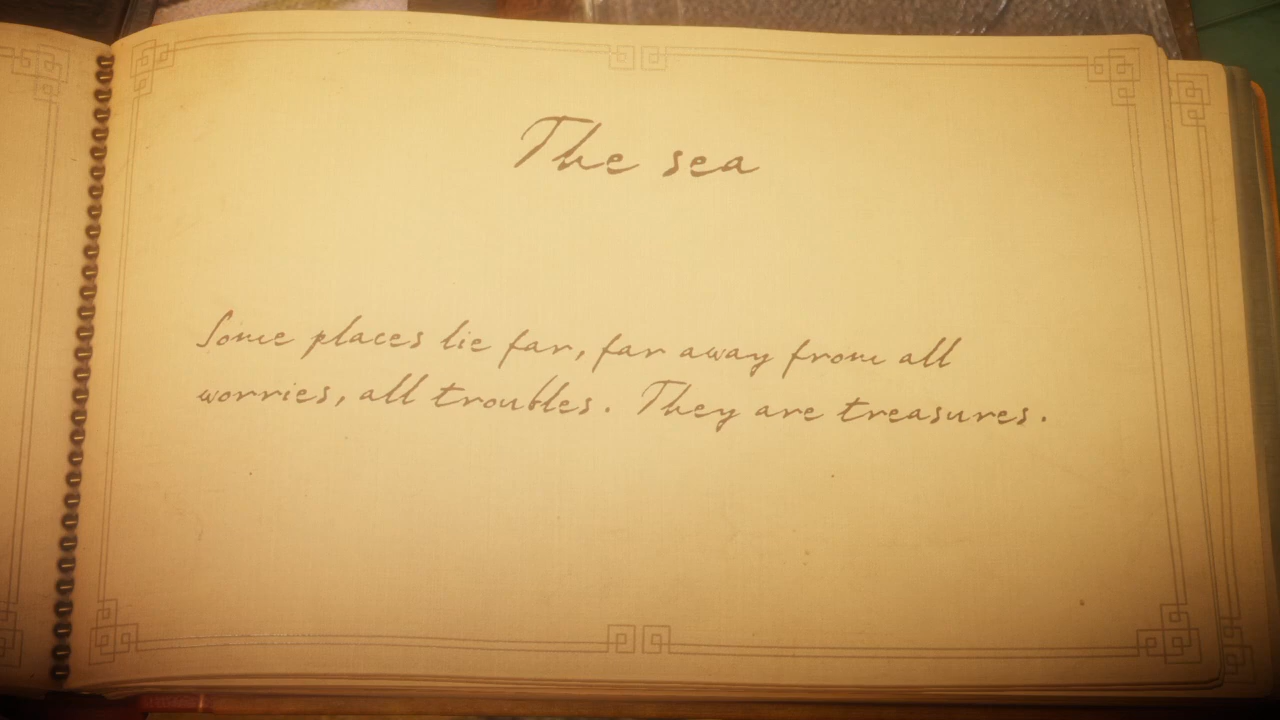 The sea
Some places lie far, far away from all
worries, all troubles. They are treasures.